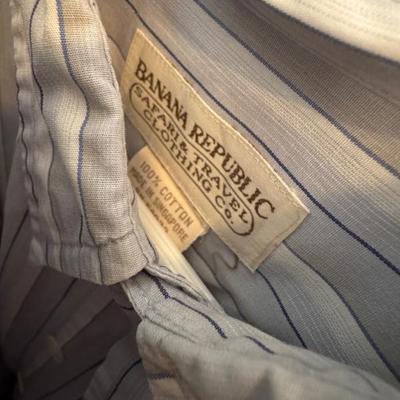 BANANA REPUBLIC
SAFARI & TRAVEL
CLOTHING CO.
100% COTTON
MADE IN SINGAPORE